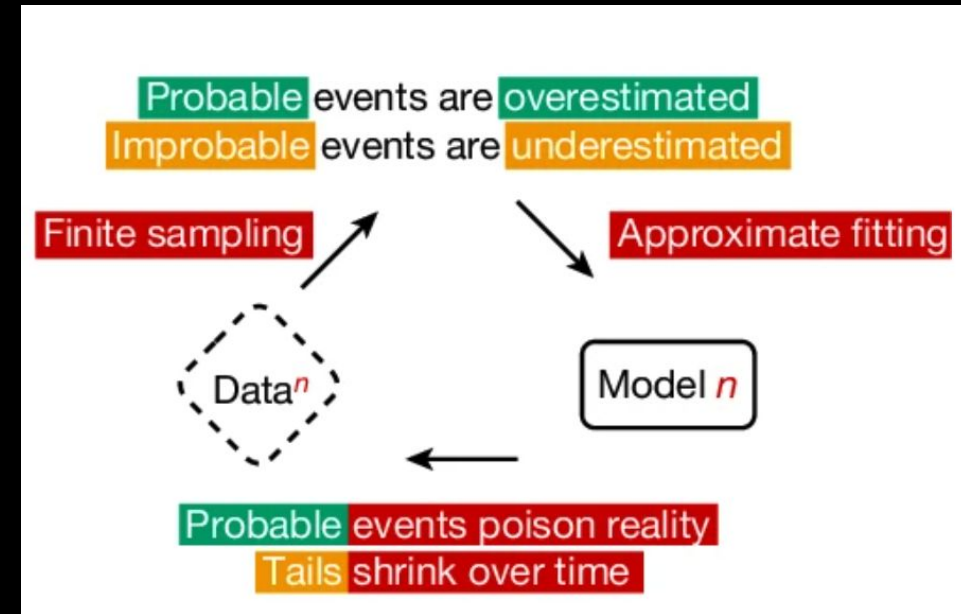 Probable events are overestimated
Improbable events are underestimated
Finite sampling
Approximate fitting
Dataⁿ
Model n
Probable events poison reality
Tails shrink over time